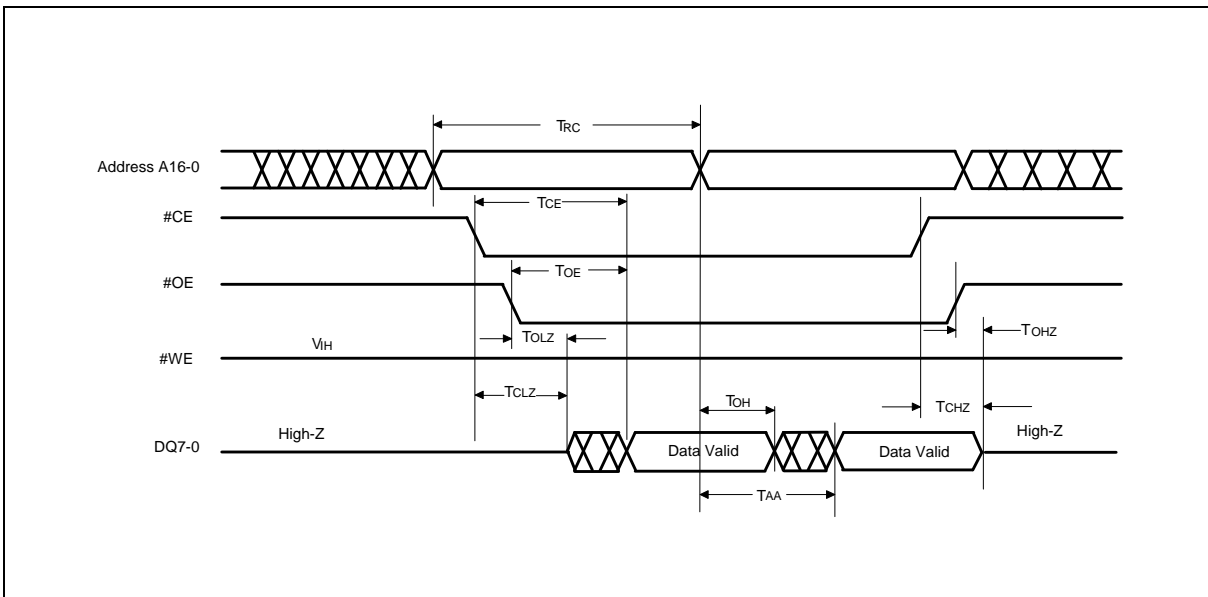 TRC
Address A16-0
#CE
TCE
TOE
#OE
TOLZ
TOHZ
VIH
#WE
TCLZ
TOH
TCHZ
High-Z
High-Z
DQ7-0
Data Valid
Data Valid
TAA